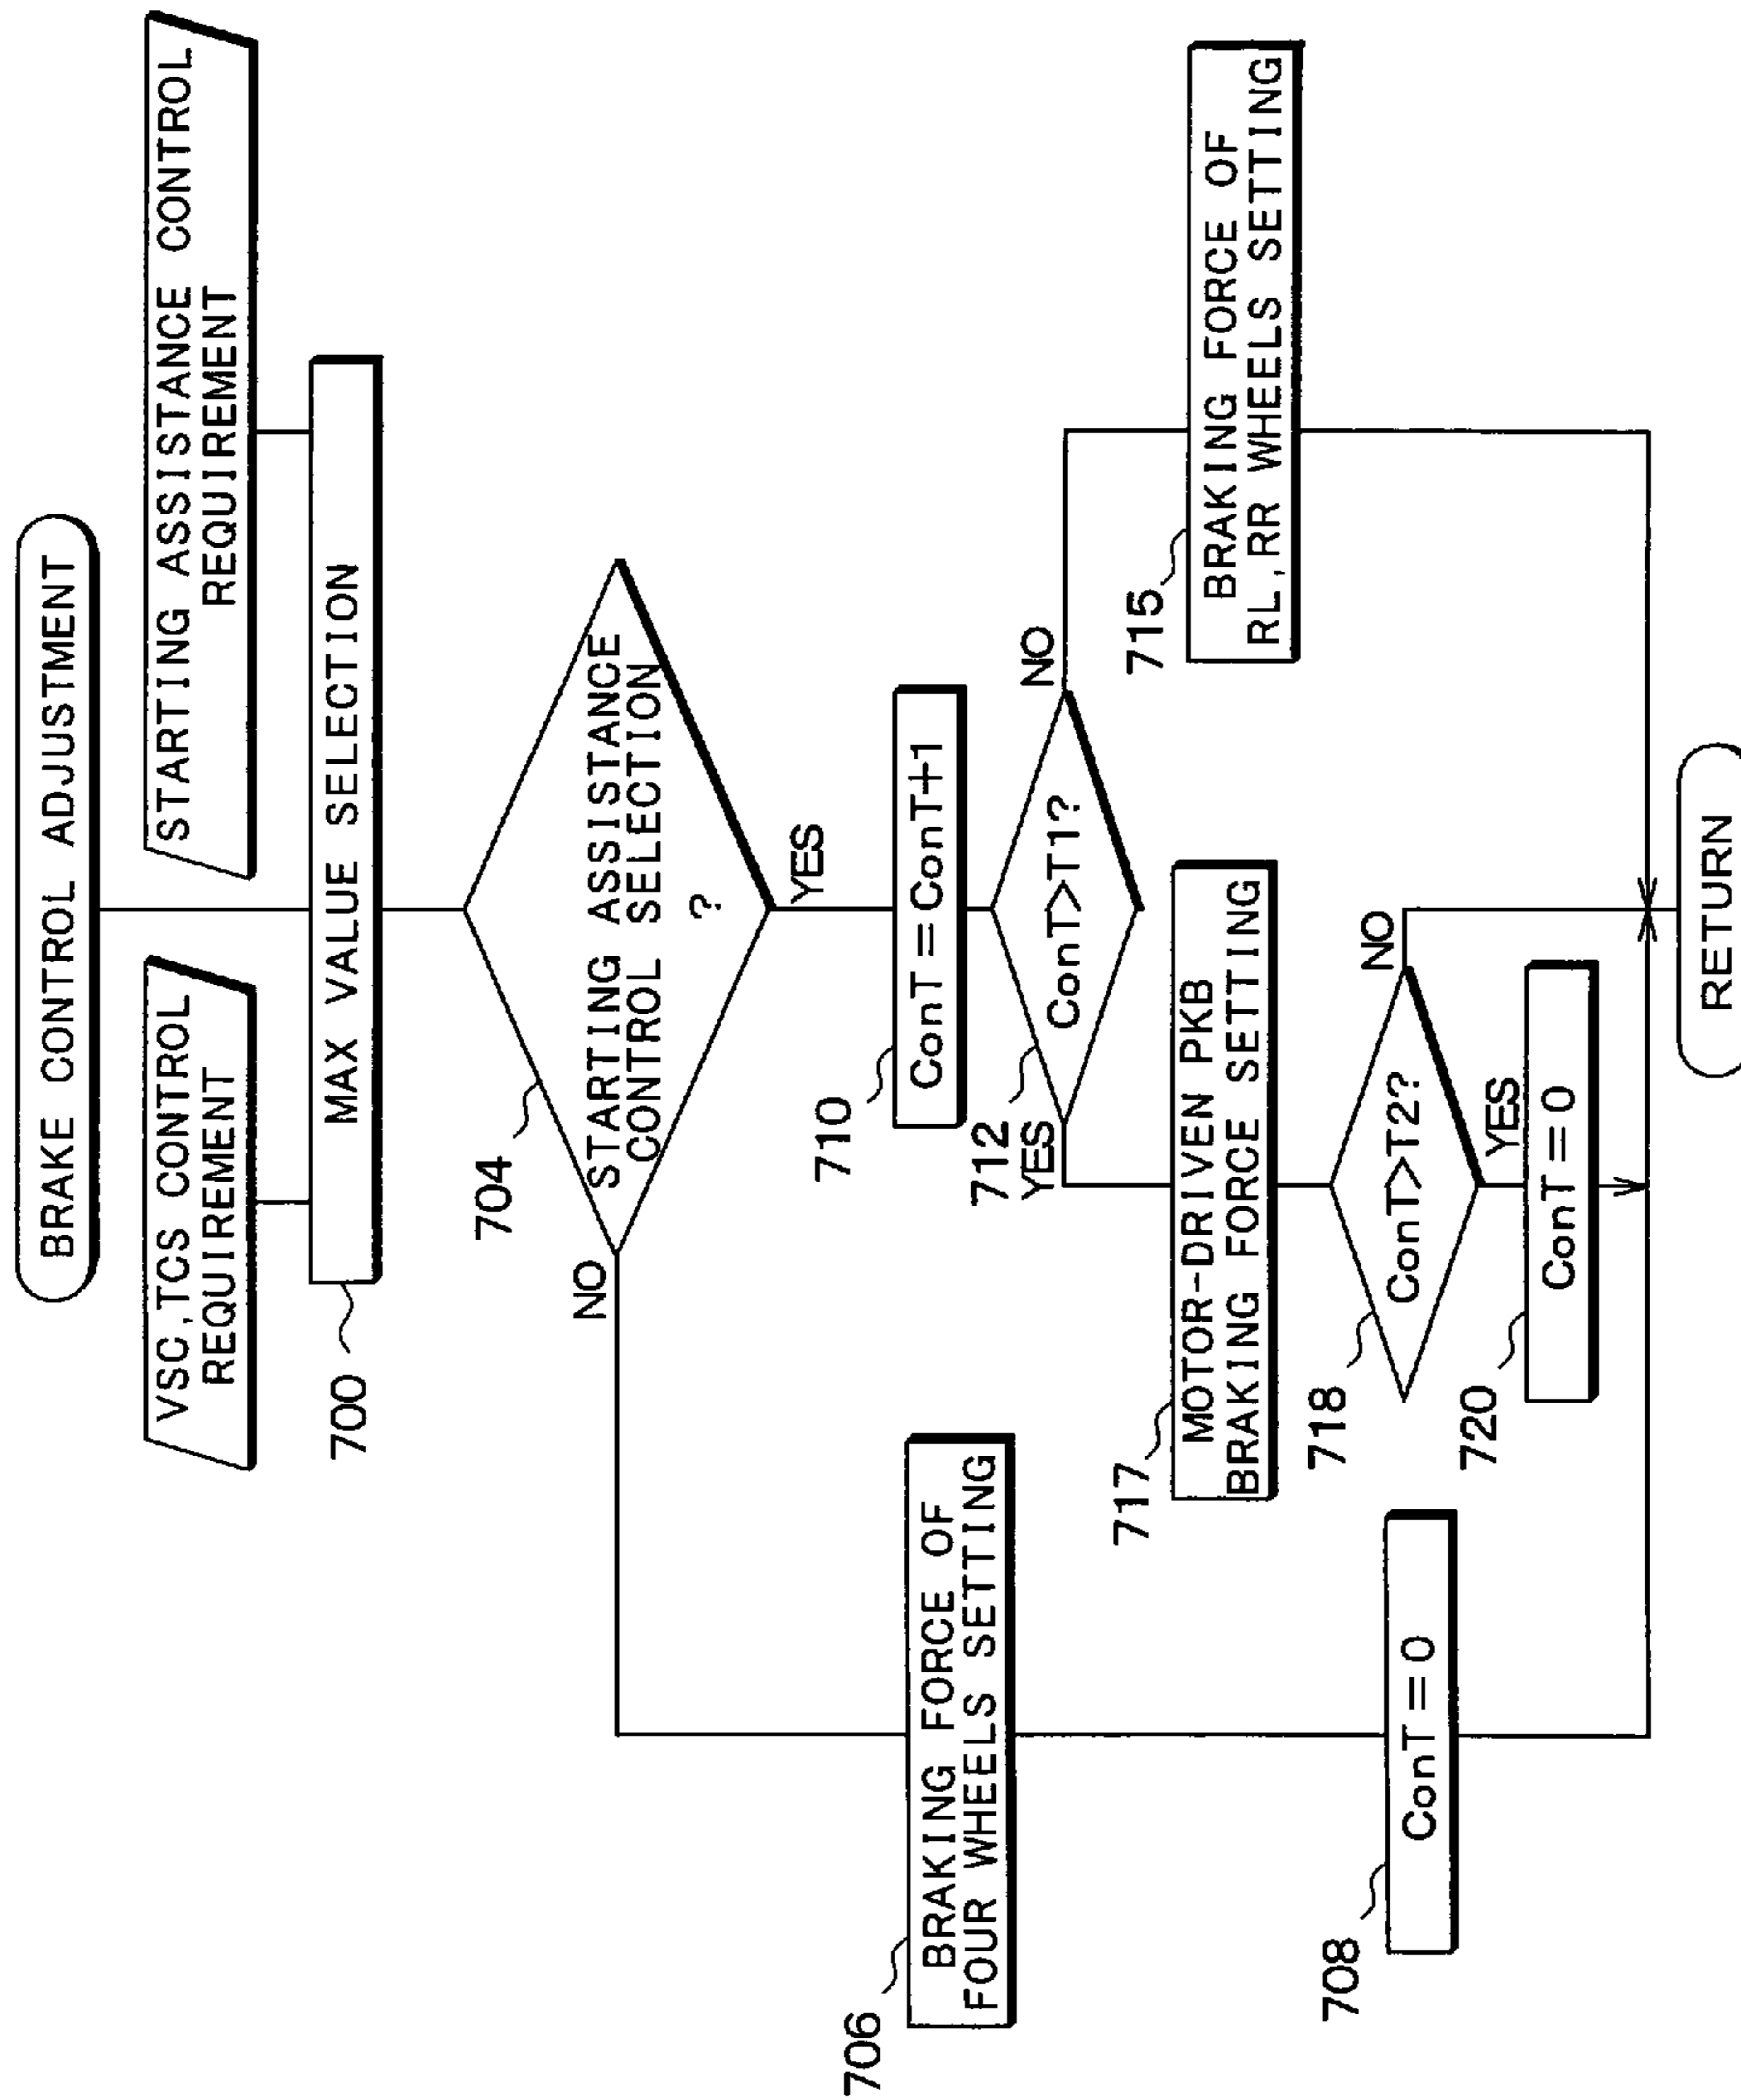 BRAKE CONTROL ADJUSTMENT
VSC,TCS CONTROL
REQUIREMENT
STARTING ASSISTANCE CONTROL
REQUIREMENT
700
MAX VALUE SELECTION
704
STARTING ASSISTANCE
CONTROL SELECTION
?
NO
YES
706
BRAKING FORCE OF
FOUR WHEELS SETTING
710
ConT=ConT+1
712
ConT>T1?
YES
NO
717
MOTOR-DRIVEN PKB
BRAKING FORCE SETTING
715
BRAKING FORCE OF
RL,RR WHEELS SETTING
718
ConT>T2?
NO
YES
708
ConT=0
720
ConT=0
RETURN